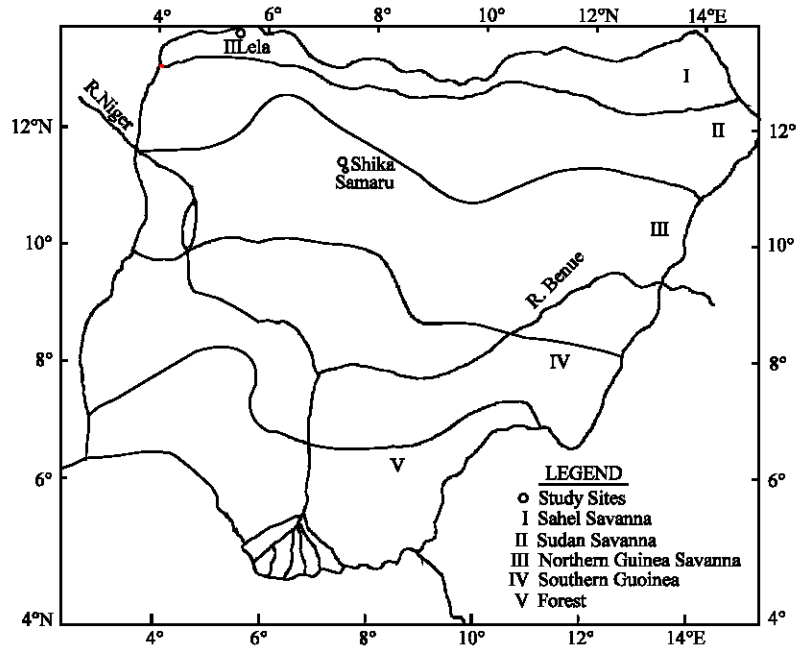 4° 6° 8° 10° 12°N 14°E
IILela
I
R.Niger
12°N 12°
II
Shika
Samaru
III
10° 10°
R. Benue
8° 8°
IV
V
6° 6°
LEGEND
Study Sites
I Sahel Savanna
II Sudan Savanna
III Northern Guinea Savanna
IV Southern Guoinea
V Forest
4°N 4°
4° 6° 8° 10° 12° 14°E